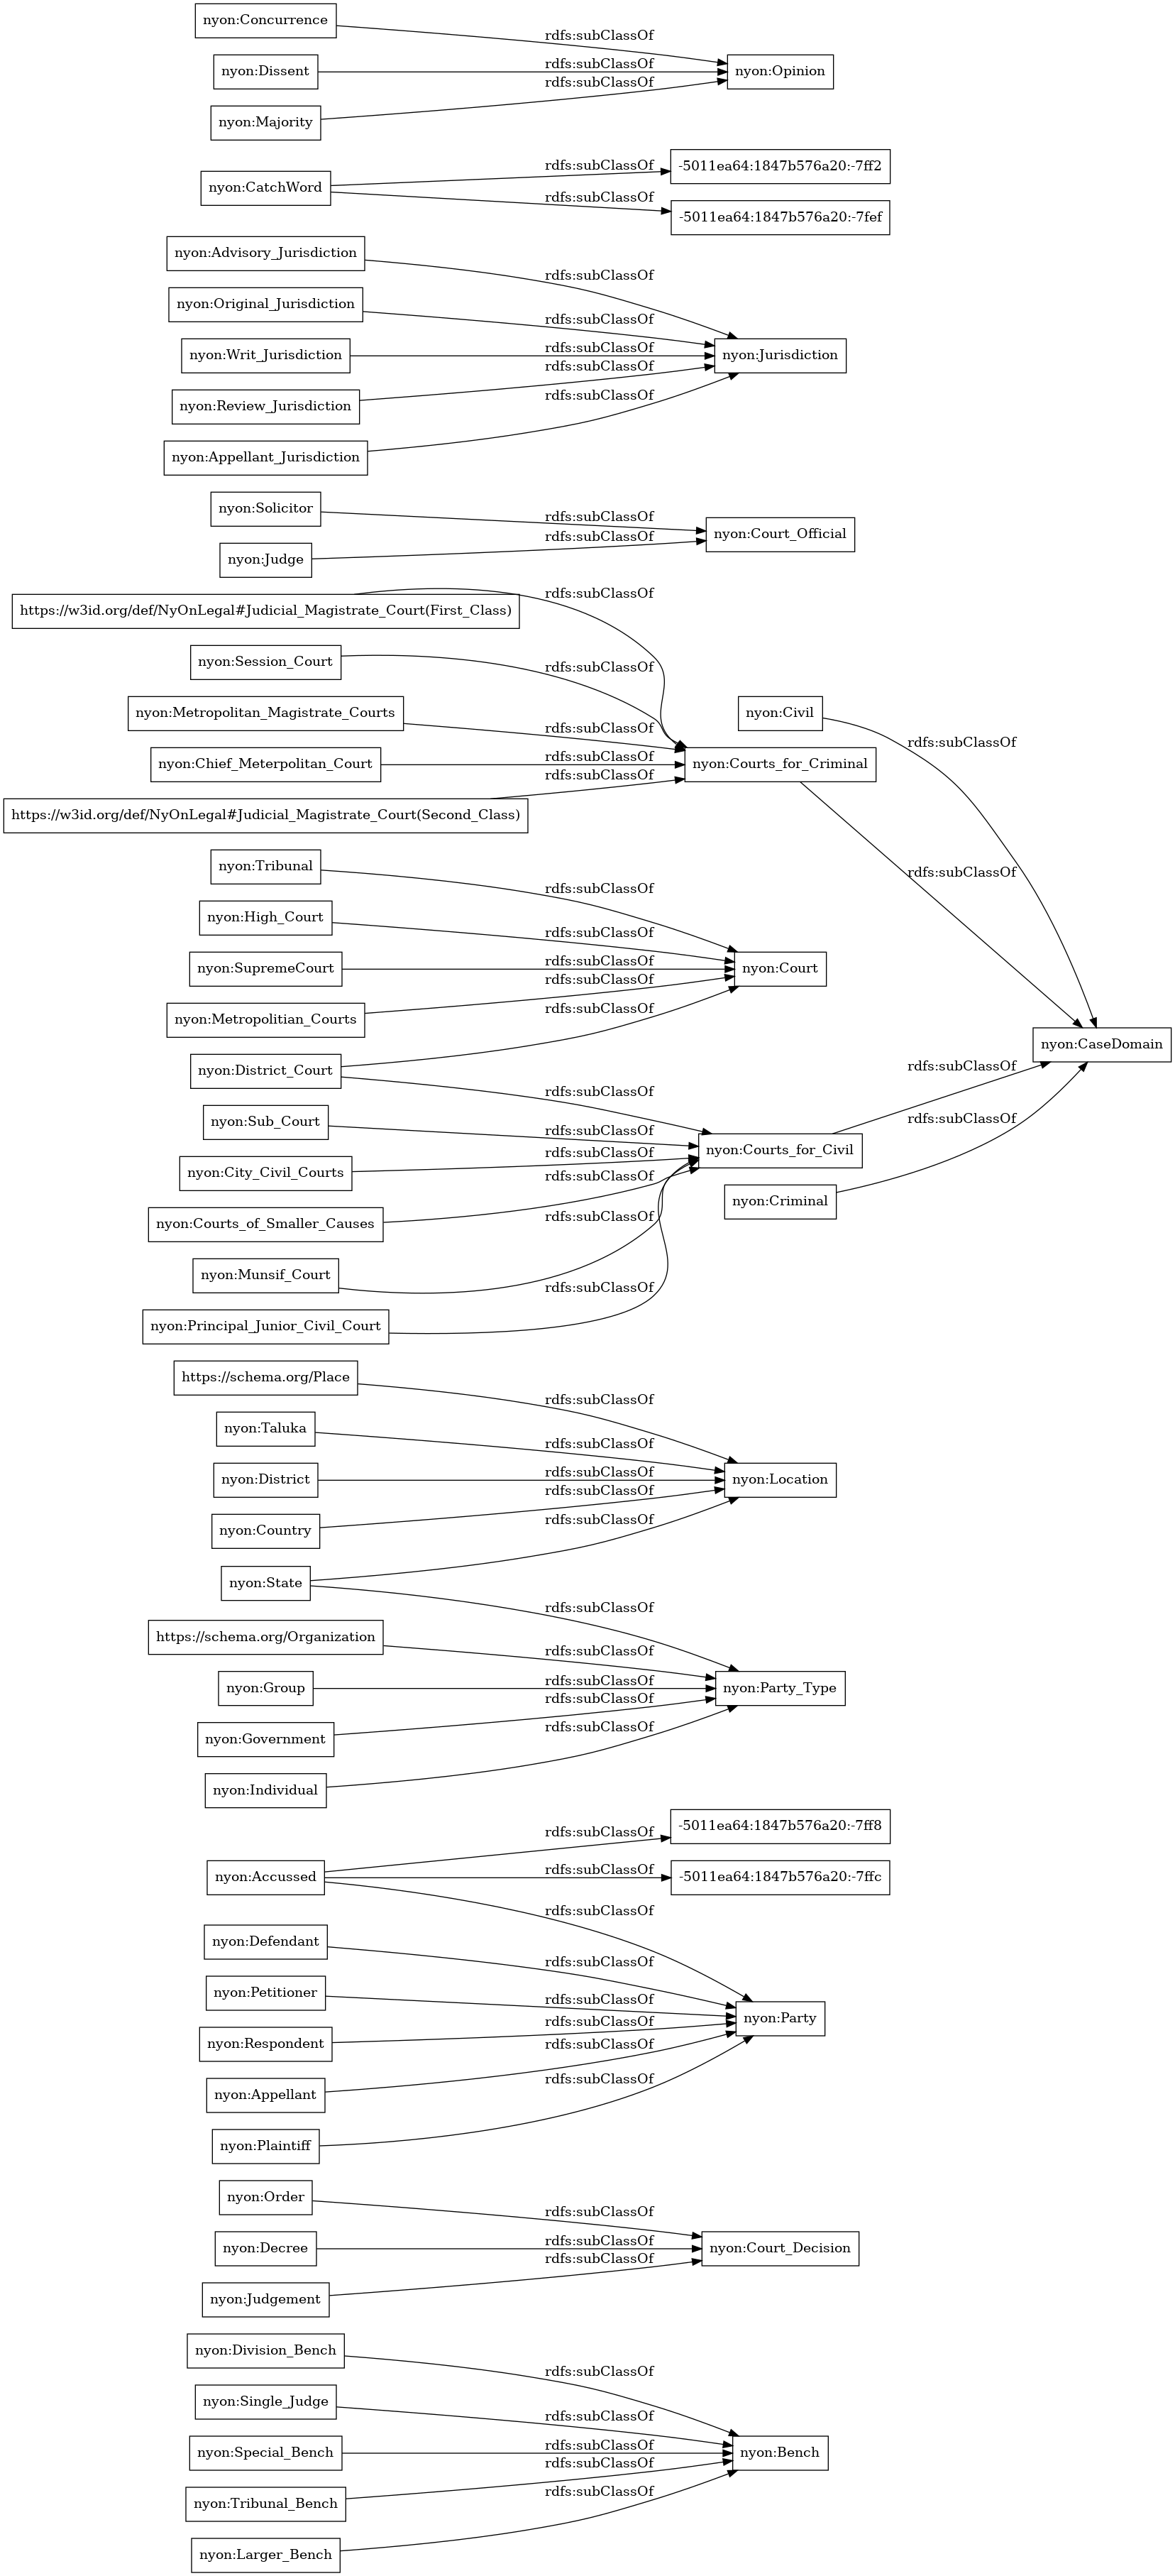 nyon:Concurrence
rdfs:subClassOf
nyon:Dissent
rdfs:subClassOf
nyon:Opinion
rdfs:subClassOf
nyon:Majority
rdfs:subClassOf
-5011ea64:1847b576a20:-7ff2
nyon:CatchWord
rdfs:subClassOf
-5011ea64:1847b576a20:-7fef
nyon:Advisory_Jurisdiction
rdfs:subClassOf
nyon:Original_Jurisdiction
rdfs:subClassOf
nyon:Writ_Jurisdiction
rdfs:subClassOf
nyon:Jurisdiction
rdfs:subClassOf
nyon:Review_Jurisdiction
rdfs:subClassOf
nyon:Appellant_Jurisdiction
nyon:Solicitor
rdfs:subClassOf
nyon:Court_Official
rdfs:subClassOf
nyon:Judge
rdfs:subClassOf
https://w3id.org/def/NyOnLegal#Judicial_Magistrate_Court(First_Class)
nyon:Session_Court
rdfs:subClassOf
nyon:Metropolitan_Magistrate_Courts
nyon:Civil
rdfs:subClassOf
rdfs:subClassOf
nyon:Chief_Meterpolitan_Court
rdfs:subClassOf
nyon:Courts_for_Criminal
rdfs:subClassOf
https://w3id.org/def/NyOnLegal#Judicial_Magistrate_Court(Second_Class)
nyon:Tribunal
rdfs:subClassOf
rdfs:subClassOf
nyon:High_Court
rdfs:subClassOf
nyon:SupremeCourt
rdfs:subClassOf
nyon:Court
rdfs:subClassOf
nyon:Metropolitian_Courts
rdfs:subClassOf
nyon:CaseDomain
nyon:District_Court
rdfs:subClassOf
rdfs:subClassOf
nyon:Sub_Court
rdfs:subClassOf
rdfs:subClassOf
nyon:Courts_for_Civil
rdfs:subClassOf
nyon:City_Civil_Courts
rdfs:subClassOf
nyon:Criminal
nyon:Courts_of_Smaller_Causes
rdfs:subClassOf
nyon:Munsif_Court
rdfs:subClassOf
nyon:Principal_Junior_Civil_Court
https://schema.org/Place
rdfs:subClassOf
nyon:Taluka
rdfs:subClassOf
nyon:District
rdfs:subClassOf
nyon:Location
rdfs:subClassOf
nyon:Country
rdfs:subClassOf
nyon:State
rdfs:subClassOf
https://schema.org/Organization
rdfs:subClassOf
nyon:Group
rdfs:subClassOf
nyon:Party_Type
rdfs:subClassOf
nyon:Government
rdfs:subClassOf
nyon:Individual
-5011ea64:1847b576a20:-7ff8
rdfs:subClassOf
nyon:Accussed
rdfs:subClassOf
-5011ea64:1847b576a20:-7ffc
rdfs:subClassOf
nyon:Defendant
rdfs:subClassOf
nyon:Petitioner
rdfs:subClassOf
nyon:Party
rdfs:subClassOf
nyon:Respondent
rdfs:subClassOf
nyon:Appellant
rdfs:subClassOf
nyon:Plaintiff
nyon:Order
rdfs:subClassOf
nyon:Decree
rdfs:subClassOf
nyon:Court_Decision
rdfs:subClassOf
nyon:Judgement
nyon:Division_Bench
rdfs:subClassOf
nyon:Single_Judge
rdfs:subClassOf
nyon:Special_Bench
rdfs:subClassOf
nyon:Bench
rdfs:subClassOf
nyon:Tribunal_Bench
rdfs:subClassOf
nyon:Larger_Bench